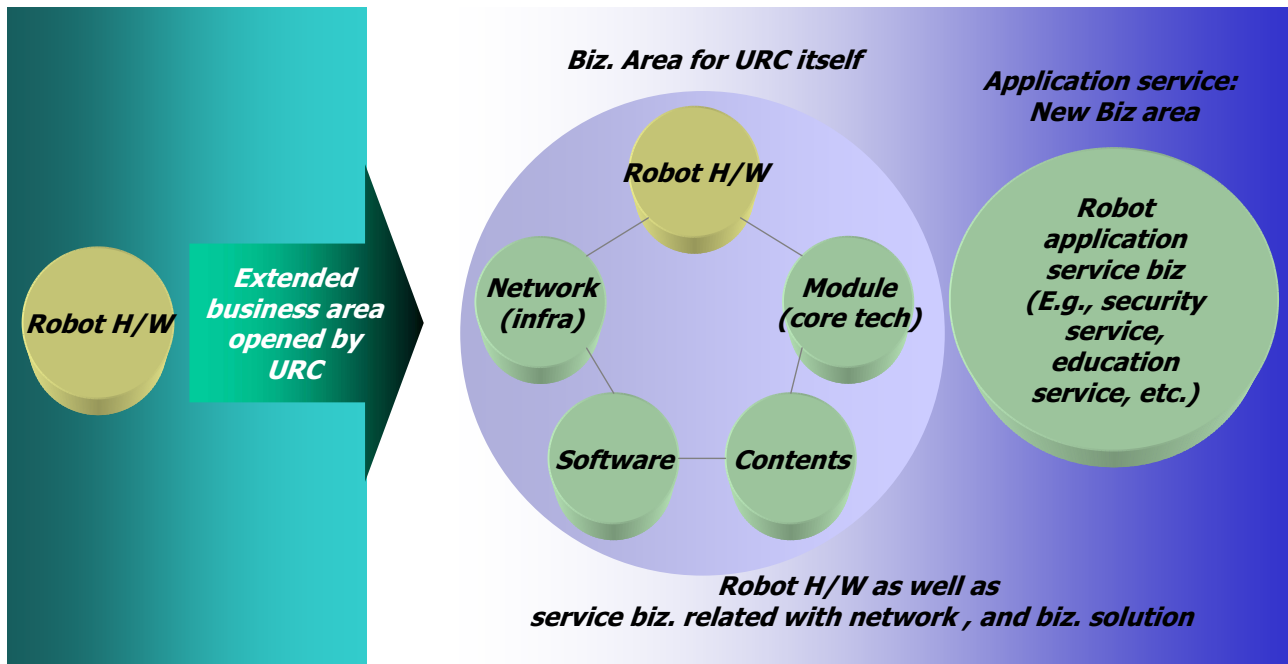 Robot H/W
Extended
business area
opened by
URC
Biz. Area for URC itself
Robot H/W
Network
(infra)
Module
(core tech)
Software
Contents
Robot H/W as well as
service biz. related with network , and biz. solution
Application service:
New Biz area
Robot
application
service biz
(E.g., security
service,
education
service, etc.)